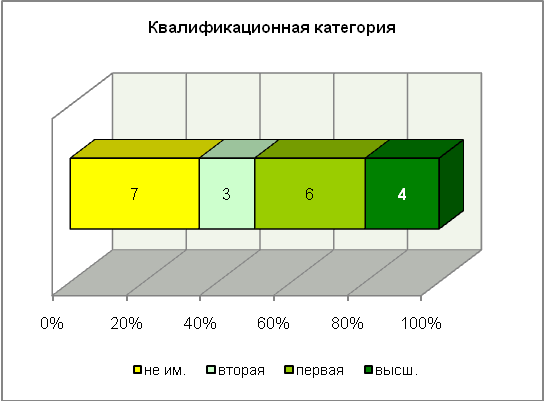 Квалификационная категория
7 3 6 4
0% 20% 40% 60% 80% 100%
не им. вторая первая высш.